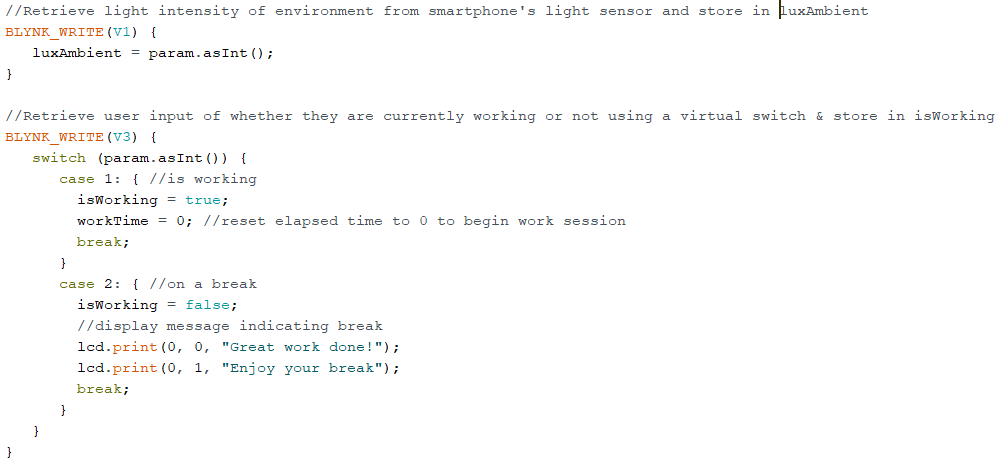 //Retrieve light intensity of environment from smartphone's light sensor and store in luxAmbient
BLYNK_WRITE(V1) {
   luxAmbient = param.asInt();
}

//Retrieve user input of whether they are currently working or not using a virtual switch & store in isWorking
BLYNK_WRITE(V3) {
   switch (param.asInt()) {
      case 1: { //is working
        isWorking = true;
        workTime = 0; //reset elapsed time to 0 to begin work session
        break;
      }
      case 2: { //on a break
        isWorking = false;
        //display message indicating break
        lcd.print(0, 0, "Great work done!");
        lcd.print(0, 1, "Enjoy your break");
        break;
      }
   }
}